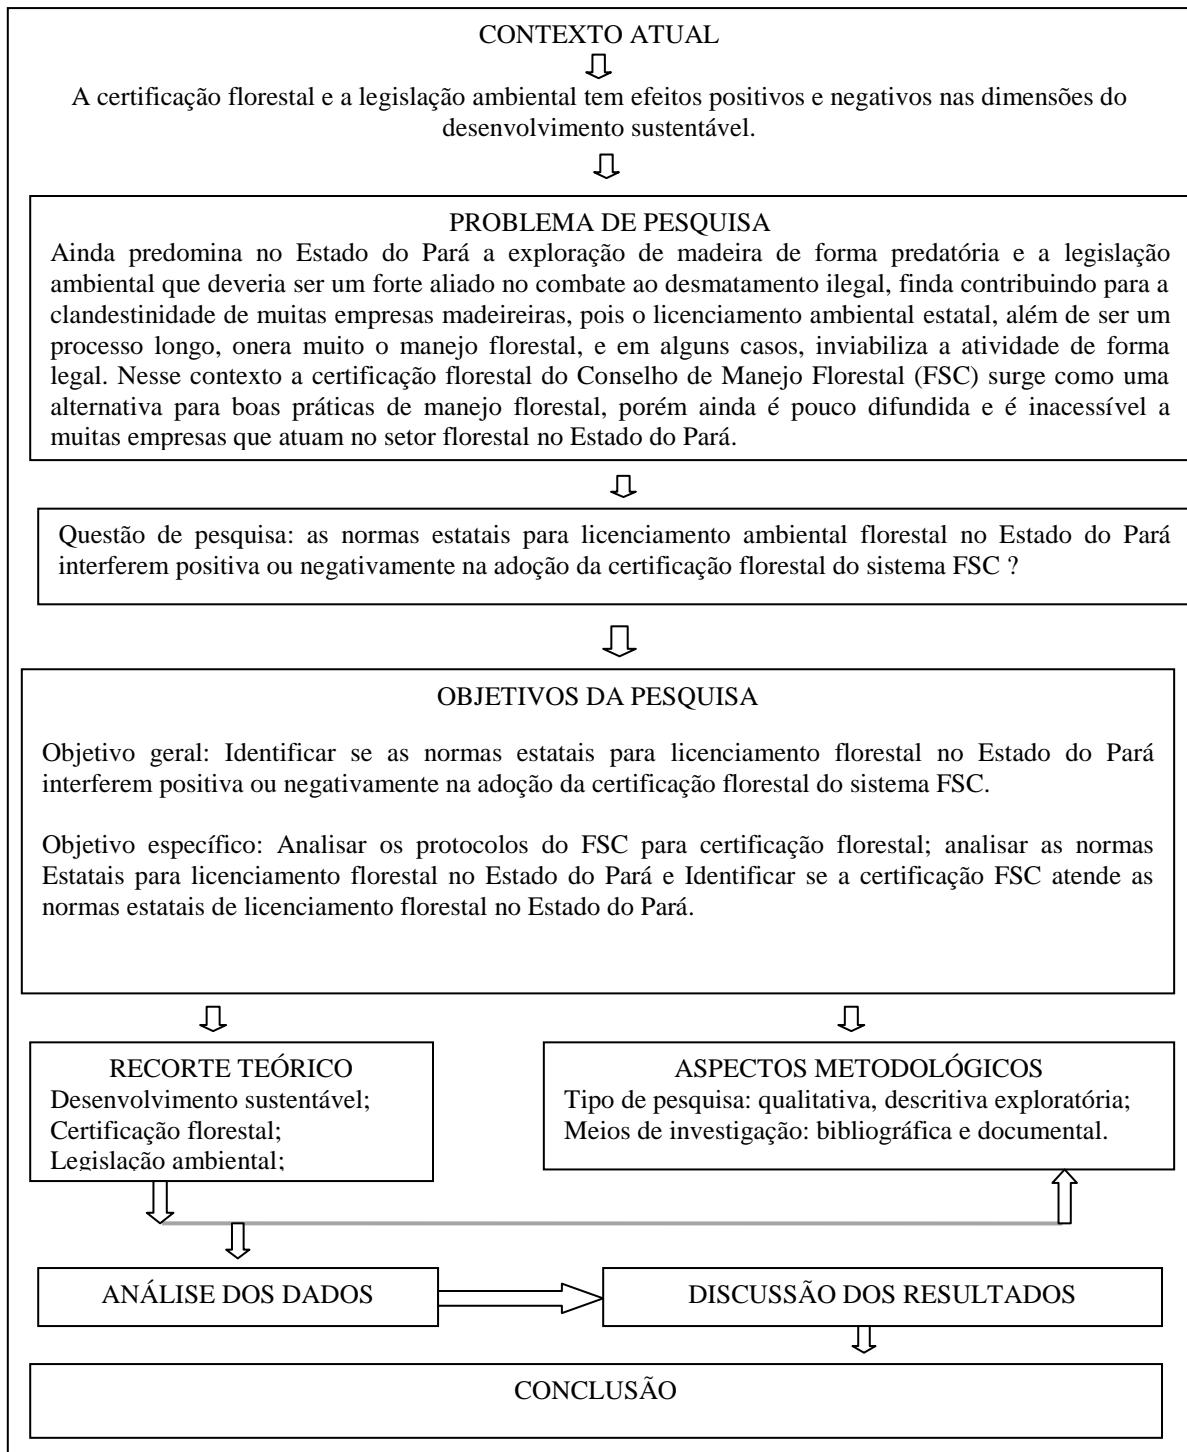 CONTEXTO ATUAL
A certificação florestal e a legislação ambiental tem efeitos positivos e negativos nas dimensões do
desenvolvimento sustentável.
PROBLEMA DE PESQUISA
Ainda predomina no Estado do Pará a exploração de madeira de forma predatória e a legislação
ambiental que deveria ser um forte aliado no combate ao desmatamento ilegal, finda contribuindo para a
clandestinidade de muitas empresas madeireiras, pois o licenciamento ambiental estatal, além de ser um
processo longo, onera muito o manejo florestal, e em alguns casos, inviabiliza a atividade de forma
legal. Nesse contexto a certificação florestal do Conselho de Manejo Florestal (FSC) surge como uma
alternativa para boas práticas de manejo florestal, porém ainda é pouco difundida e é inacessível a
muitas empresas que atuam no setor florestal no Estado do Pará.
Questão de pesquisa: as normas estatais para licenciamento ambiental florestal no Estado do Pará
interferem positiva ou negativamente na adoção da certificação florestal do sistema FSC ?
OBJETIVOS DA PESQUISA
Objetivo geral: Identificar se as normas estatais para licenciamento florestal no Estado do Pará
interferem positiva ou negativamente na adoção da certificação florestal do sistema FSC.
Objetivo específico: Analisar os protocolos do FSC para certificação florestal; analisar as normas
Estatais para licenciamento florestal no Estado do Pará e Identificar se a certificação FSC atende as
normas estatais de licenciamento florestal no Estado do Pará.
RECORTE TEÓRICO
Desenvolvimento sustentável;
Certificação florestal;
Legislação ambiental;
ASPECTOS METODOLÓGICOS
Tipo de pesquisa: qualitativa, descritiva exploratória;
Meios de investigação: bibliográfica e documental.
ANÁLISE DOS DADOS
DISCUSSÃO DOS RESULTADOS
CONCLUSÃO